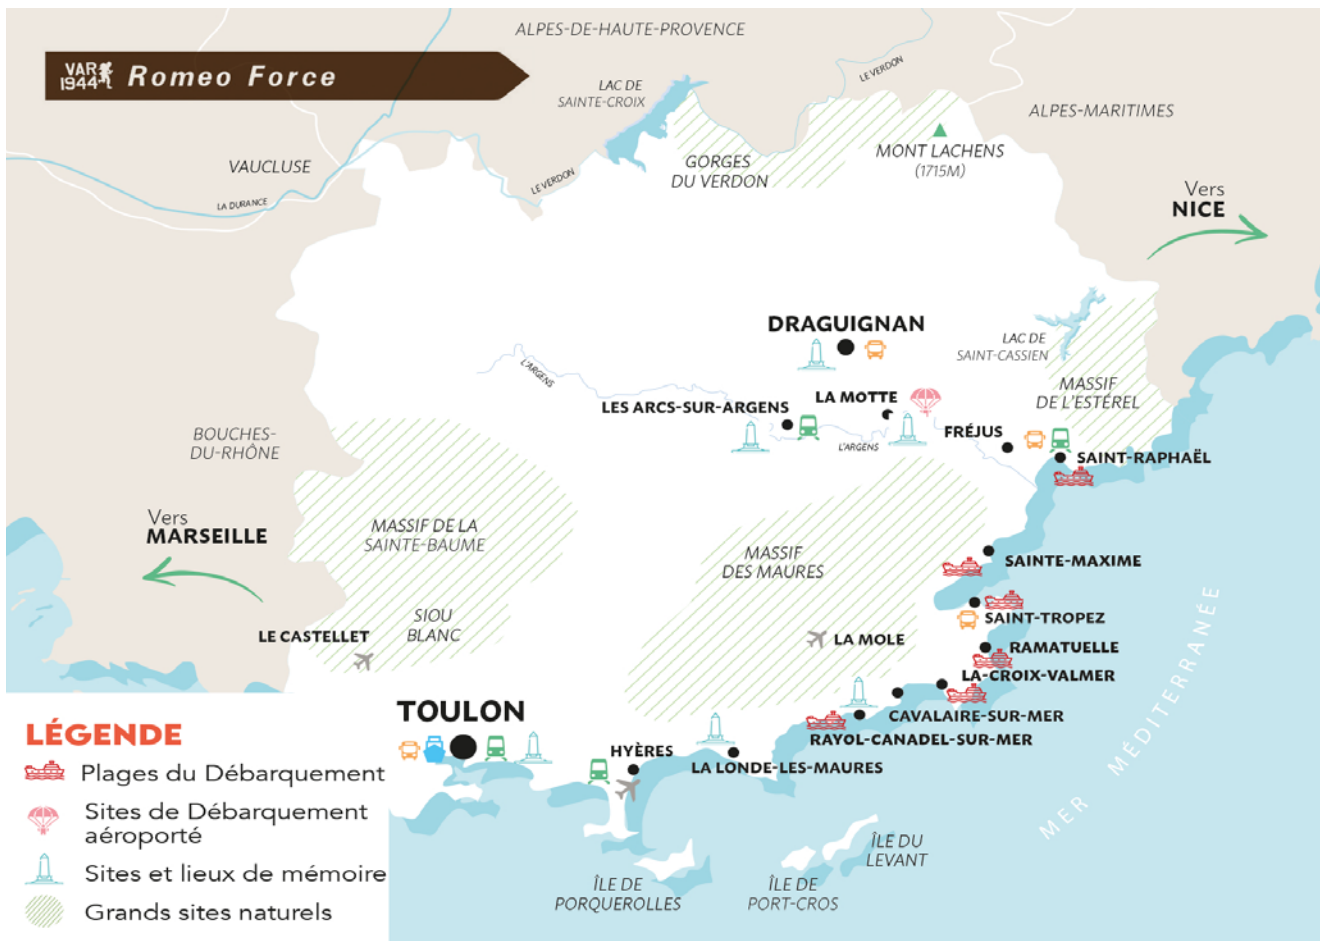 ALPES-DE-HAUTE-PROVENCE
VAR
1944
Romeo Force
LE VERDON
LAC DE
SAINTE-CROIX
ALPES-MARITIMES
VAUCLUSE
GORGES
DU VERDON
MONT LACHENS
(1715M)
LE VERDON
LA DURANCE
Vers
NICE
DRAGUIGNAN
LAC DE
SAINT-CASSIEN
L'ARGENS
MASSIF
DE L'ESTÉREL
LA MOTTE
LES ARCS-SUR-ARGENS
BOUCHES-
DU-RHÔNE
FRÉJUS
L'ARGENS
SAINT-RAPHAËL
Vers
MARSEILLE
MASSIF DE LA
SAINTE-BAUME
MASSIF
DES MAURES
SAINTE-MAXIME
SIOU
BLANC
SAINT-TROPEZ
LE CASTELLET
LA MOLE
RAMATUELLE
LA-CROIX-VALMER
TOULON
CAVALAIRE-SUR-MER
RAYOL-CANADEL-SUR-MER
HYÈRES
LA LONDE-LES-MAURES
MER MÉDITERRANÉE
ÎLE DU
LEVANT
ÎLE DE
PORQUEROLLES
ÎLE DE
PORT-CROS
LÉGENDE
Plages du Débarquement
Sites de Débarquement
aéroporté
Sites et lieux de mémoire
Grands sites naturels